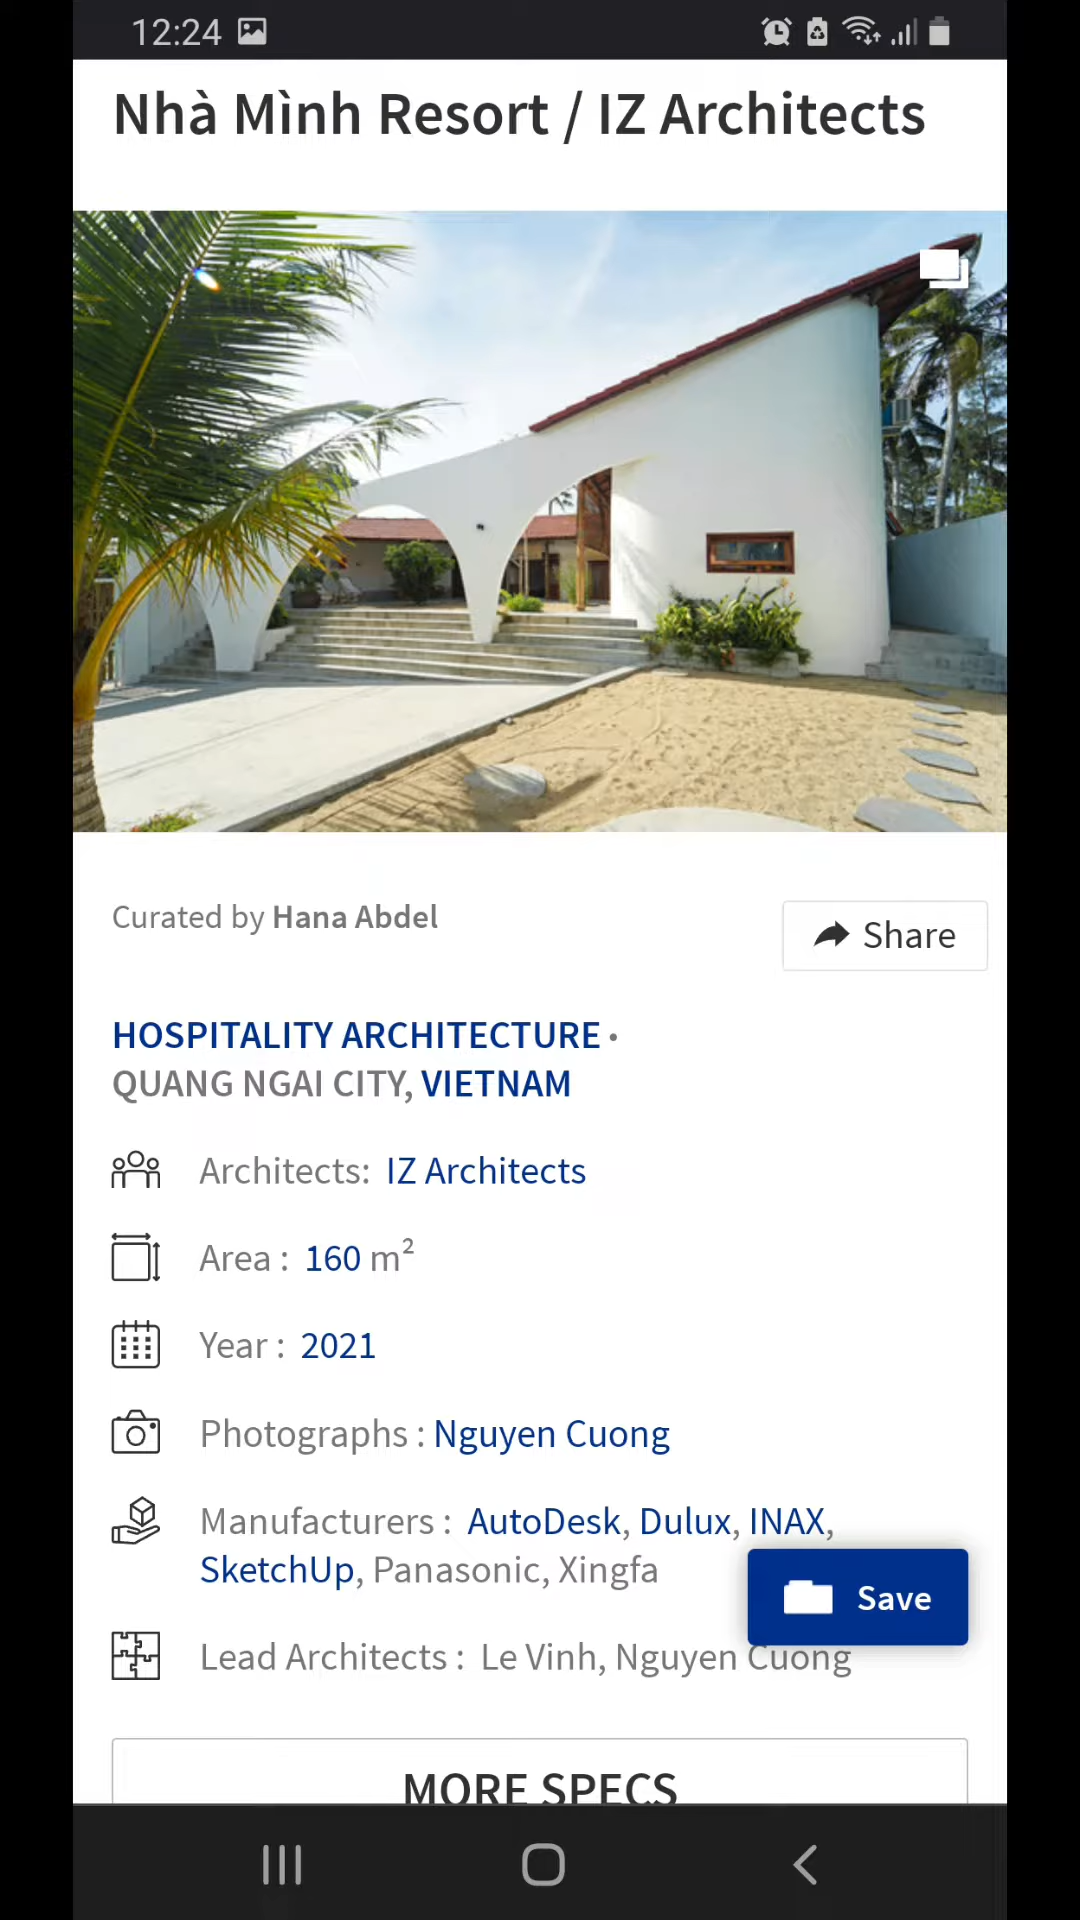 12:24
Nhà Mình Resort / IZ Architects
Curated by Hana Abdel
Share
HOSPITALITY ARCHITECTURE •
QUANG NGAI CITY, VIETNAM
Architects: IZ Architects
Area : 160 m²
Year : 2021
Photographs : Nguyen Cuong
Manufacturers : AutoDesk, Dulux, INAX,
SketchUp, Panasonic, Xingfa
Save
Lead Architects : Le Vinh, Nguyen Cuong
MORE SPECS